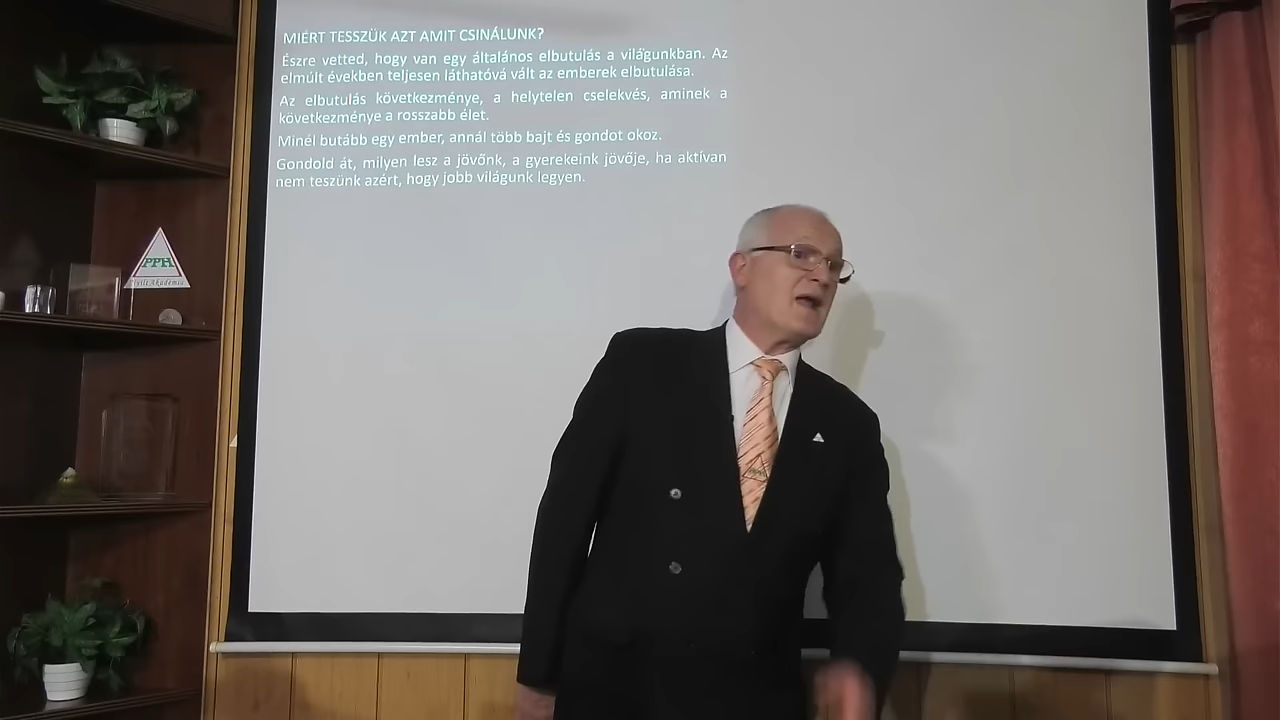 MIÉRT TESSZÜK AZT AMIT CSINÁLUNK?
Észre vetted, hogy van egy általános elbutulás a világunkban. Az
elmúlt években teljesen láthatóvá vált az emberek elbutulása.
Az elbutulás következménye, a helytelen cselekvés, aminek a
következménye a rosszabb élet.
Minél butább egy ember, annál több bajt és gondot okoz.
Gondold át, milyen lesz a jövőnk, a gyerekeink jövője, ha aktívan
nem teszünk azért, hogy jobb világunk legyen.
PPH
Nyílt Akadémia
PPH